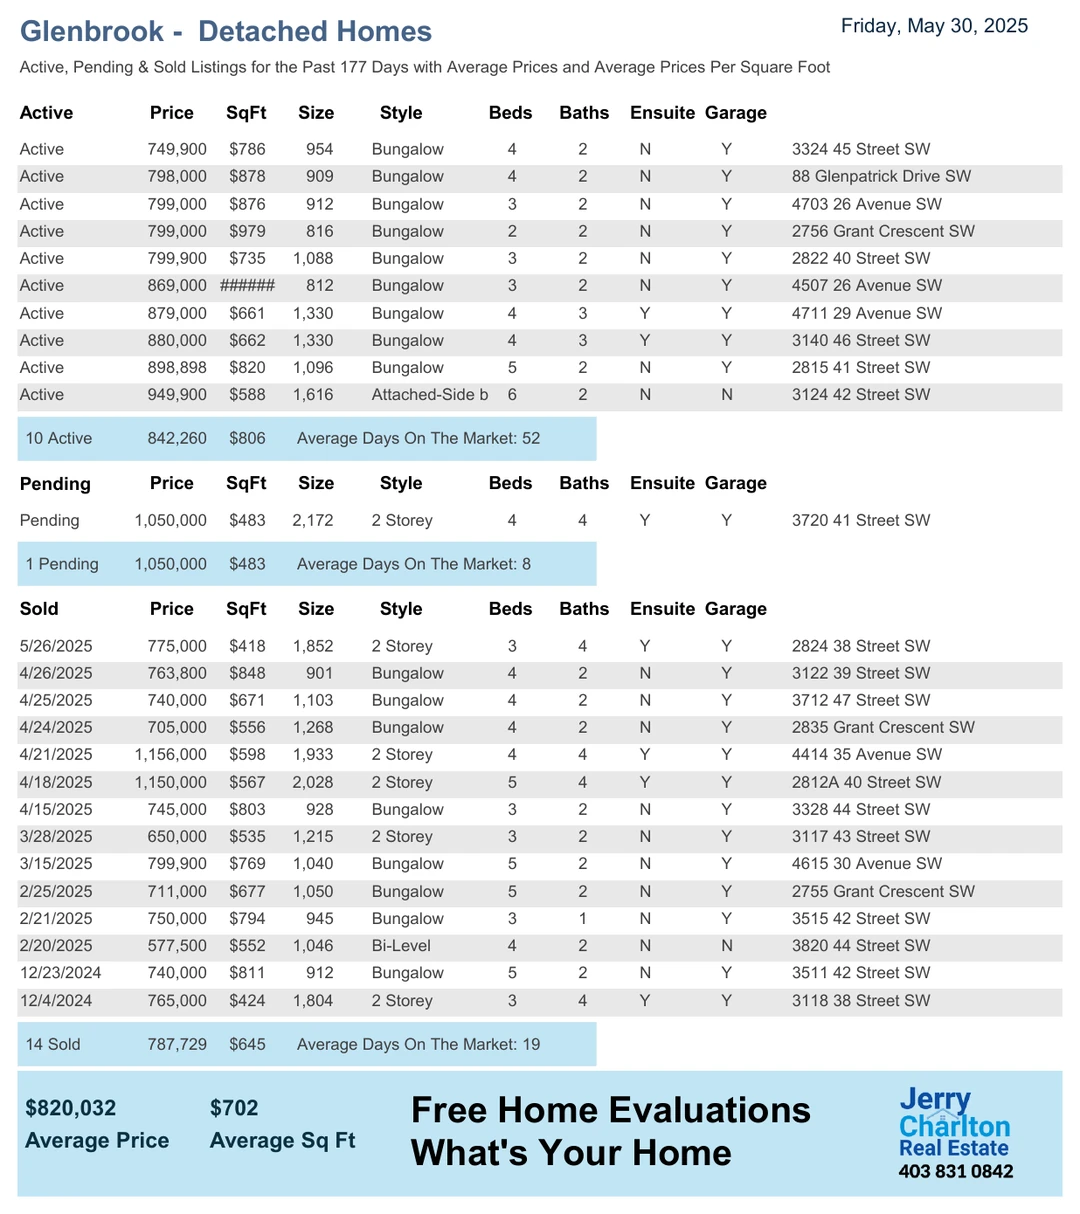 Glenbrook - Detached Homes
Friday, May 30, 2025
Active, Pending & Sold Listings for the Past 177 Days with Average Prices and Average Prices Per Square Foot
Active Price SqFt Size Style Beds Baths Ensuite Garage
Active 749,900 $786 954 Bungalow 4 2 N Y 3324 45 Street SW
Active 798,000 $878 909 Bungalow 4 2 N Y 88 Glenpatrick Drive SW
Active 799,000 $876 912 Bungalow 3 2 N Y 4703 26 Avenue SW
Active 799,000 $979 816 Bungalow 2 2 N Y 2756 Grant Crescent SW
Active 799,900 $735 1,088 Bungalow 3 2 N Y 2822 40 Street SW
Active 869,000 ###### 812 Bungalow 3 2 N Y 4507 26 Avenue SW
Active 879,000 $661 1,330 Bungalow 4 3 Y Y 4711 29 Avenue SW
Active 880,000 $662 1,330 Bungalow 4 3 Y Y 3140 46 Street SW
Active 898,898 $820 1,096 Bungalow 5 2 N Y 2815 41 Street SW
Active 949,900 $588 1,616 Attached-Side b 6 2 N N 3124 42 Street SW
10 Active 842,260 $806 Average Days On The Market: 52
Pending Price SqFt Size Style Beds Baths Ensuite Garage
Pending 1,050,000 $483 2,172 2 Storey 4 4 Y Y 3720 41 Street SW
1 Pending 1,050,000 $483 Average Days On The Market: 8
Sold Price SqFt Size Style Beds Baths Ensuite Garage
5/26/2025 775,000 $418 1,852 2 Storey 3 4 Y Y 2824 38 Street SW
4/26/2025 763,800 $848 901 Bungalow 4 2 N Y 3122 39 Street SW
4/25/2025 740,000 $671 1,103 Bungalow 4 2 N Y 3712 47 Street SW
4/24/2025 705,000 $556 1,268 Bungalow 4 2 N Y 2835 Grant Crescent SW
4/21/2025 1,156,000 $598 1,933 2 Storey 4 4 Y Y 4414 35 Avenue SW
4/18/2025 1,150,000 $567 2,028 2 Storey 5 4 Y Y 2812A 40 Street SW
4/15/2025 745,000 $803 928 Bungalow 3 2 N Y 3328 44 Street SW
3/28/2025 650,000 $535 1,215 2 Storey 3 2 N Y 3117 43 Street SW
3/15/2025 799,900 $769 1,040 Bungalow 5 2 N Y 4615 30 Avenue SW
2/25/2025 711,000 $677 1,050 Bungalow 5 2 N Y 2755 Grant Crescent SW
2/21/2025 750,000 $794 945 Bungalow 3 1 N Y 3515 42 Street SW
2/20/2025 577,500 $552 1,046 Bi-Level 4 2 N N 3820 44 Street SW
12/23/2024 740,000 $811 912 Bungalow 5 2 N Y 3511 42 Street SW
12/4/2024 765,000 $424 1,804 2 Storey 3 4 Y Y 3118 38 Street SW
14 Sold 787,729 $645 Average Days On The Market: 19
$820,032 $702
Average Price Average Sq Ft
Free Home Evaluations
What's Your Home
Jerry
Charlton
Real Estate
403 831 0842